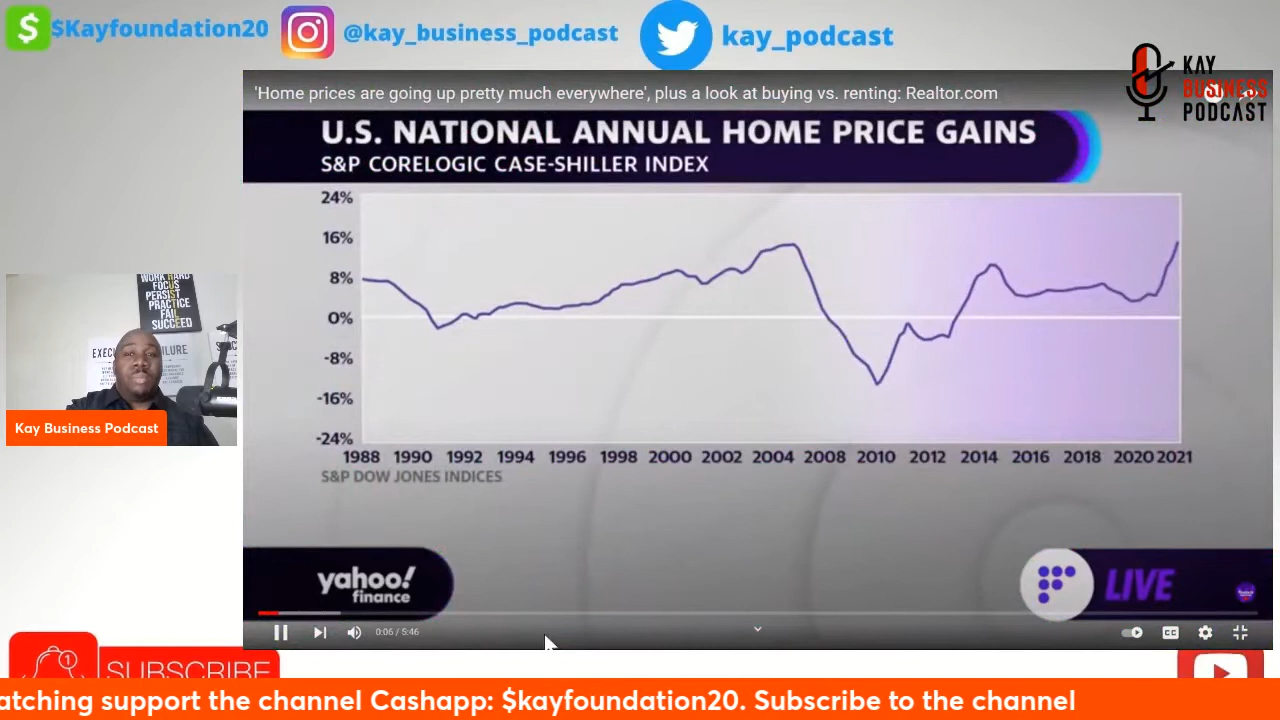 $Kayfoundation20
@kay_business_podcast
kay_podcast
KAY
BUSINESS
PODCAST
'Home prices are going up pretty much everywhere', plus a look at buying vs. renting: Realtor.com
U.S. NATIONAL ANNUAL HOME PRICE GAINS
S&P CORELOGIC CASE-SHILLER INDEX
24%
16%
8%
0%
-8%
-16%
-24%
1988 1990 1992 1994 1996 1998 2000 2002 2004 2008 2010 2012 2014 2016 2018 2020 2021
S&P DOW JONES INDICES
WORK HARD
FOCUS
PERSIST
PRACTICE
FAIL
SUCCEED
Kay Business Podcast
yahoo!
finance
LIVE
0:06 / 5:46
CC
1
SUBSCRIBE
atching support the channel Cashapp: $kayfoundation20. Subscribe to the channel